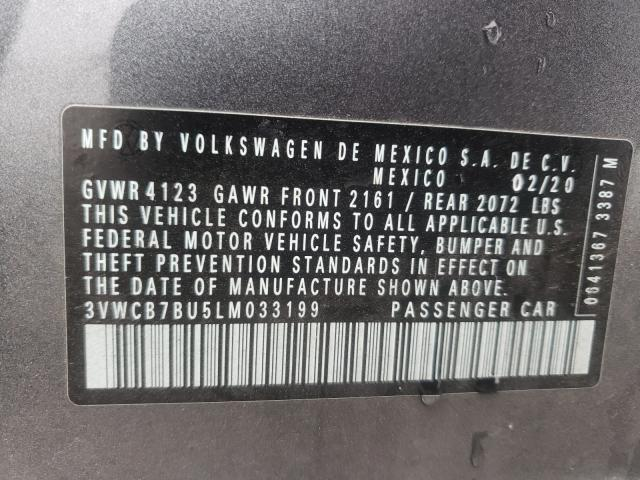 MFD BY VOLKSWAGEN DE MEXICO S.A. DE C.V.
MEXICO 02/20
GVWR 4123 GAWR FRONT 2161 / REAR 2072 LBS
THIS VEHICLE CONFORMS TO ALL APPLICABLE U.S.
FEDERAL MOTOR VEHICLE SAFETY, BUMPER AND
THEFT PREVENTION STANDARDS IN EFFECT ON
THE DATE OF MANUFACTURE SHOWN ABOVE.
3VWCB7BU5LM033199 PASSENGER CAR
0641367 3387 M